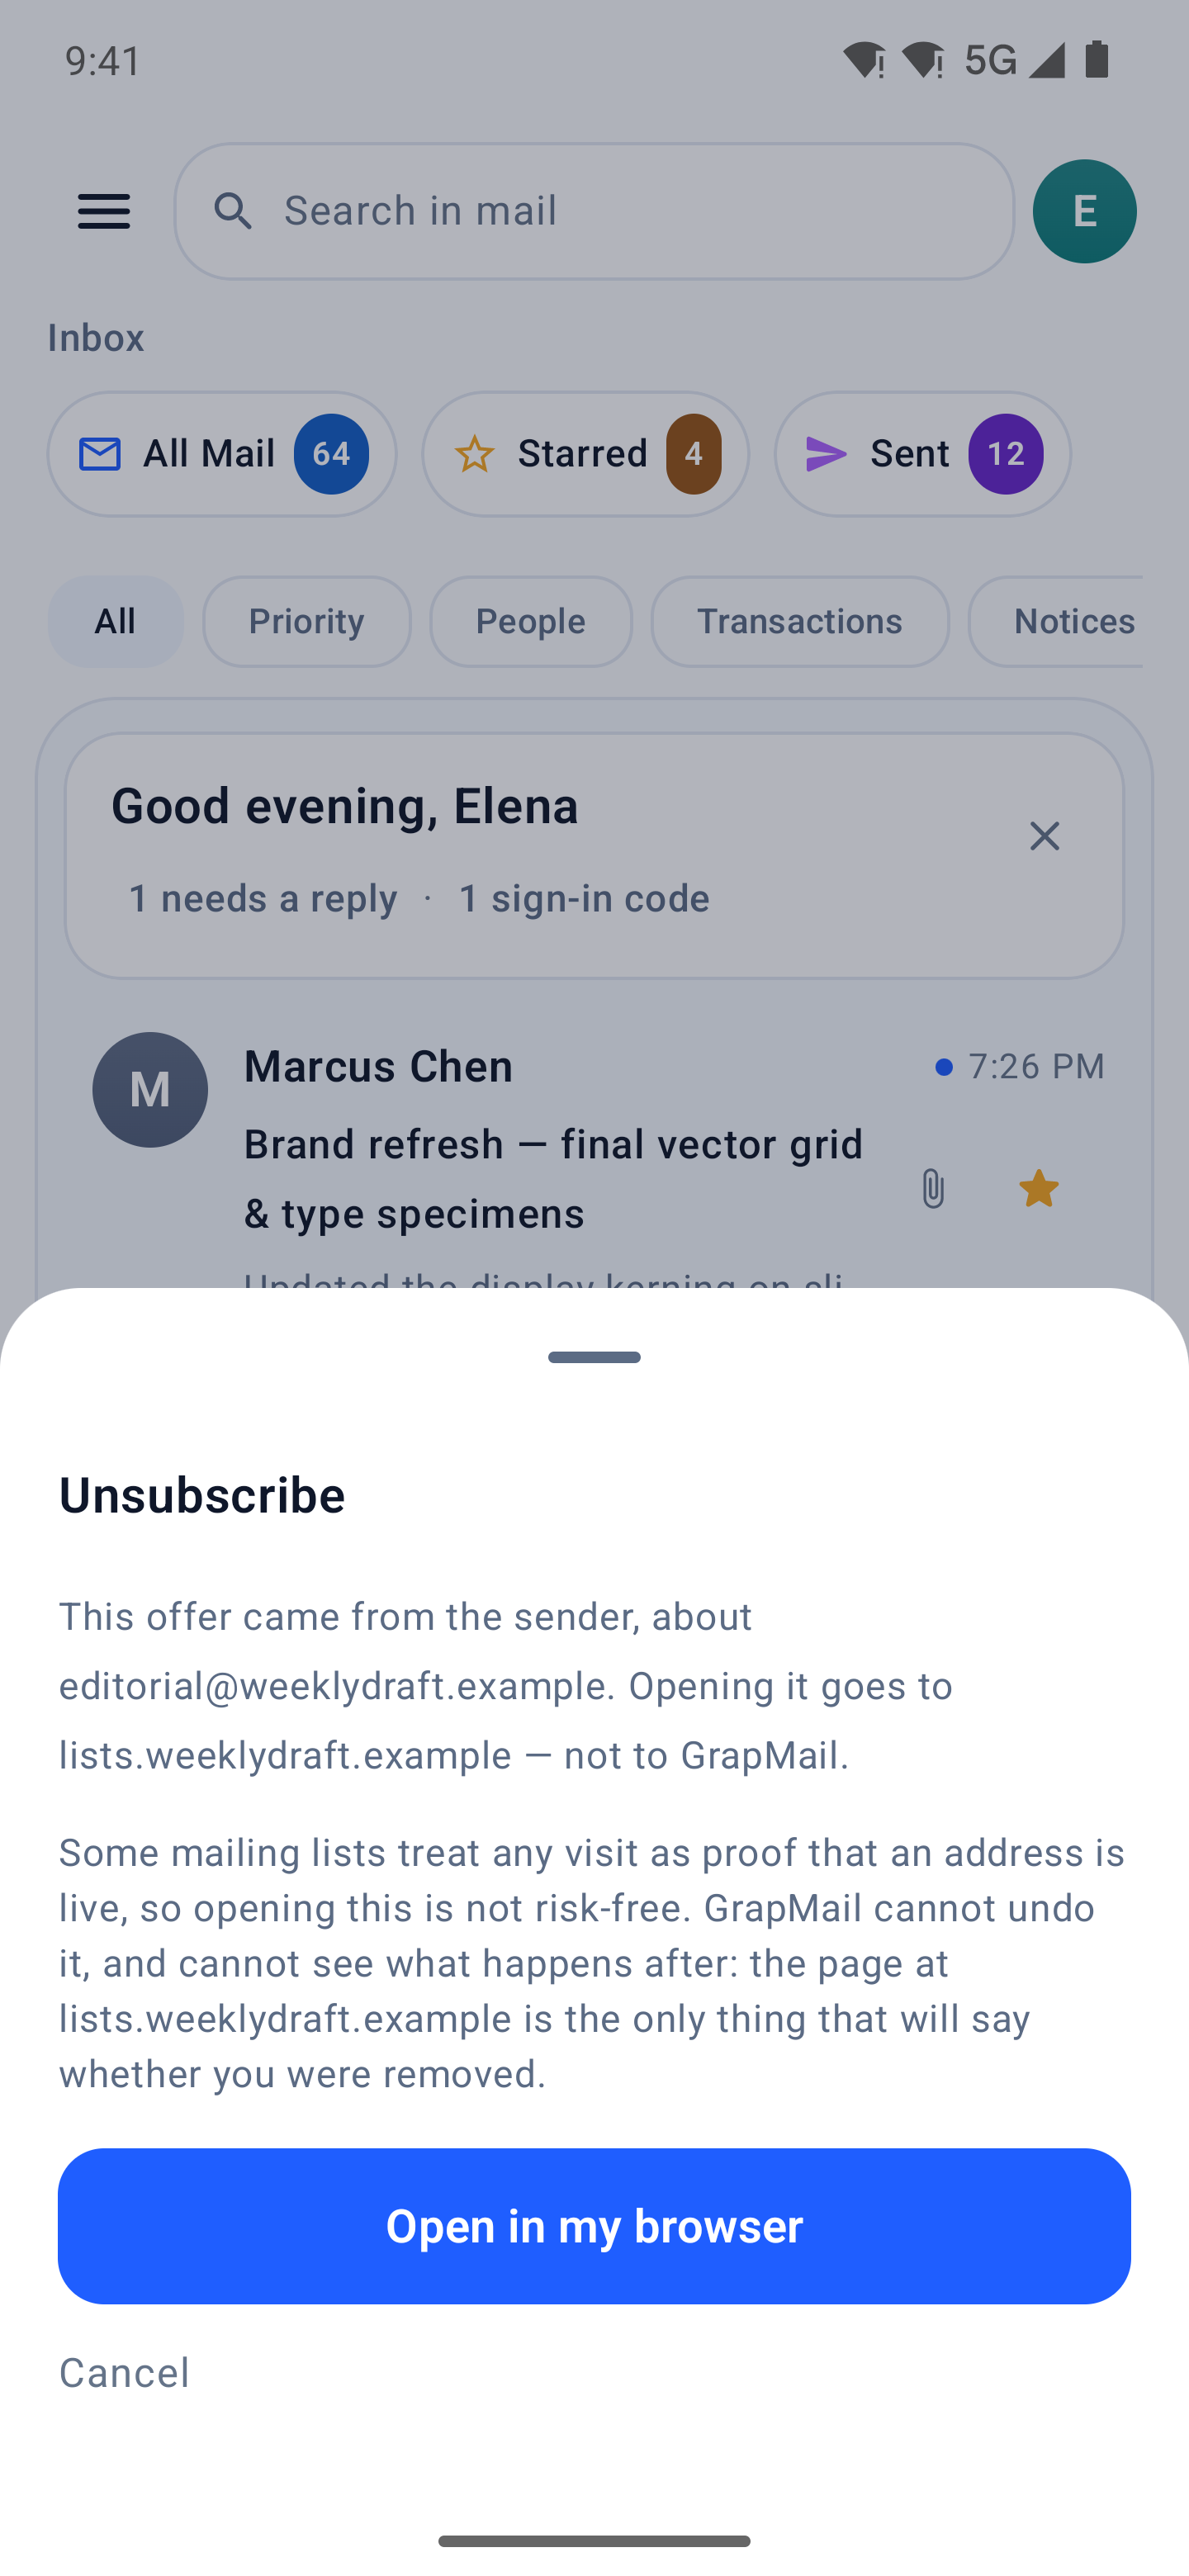 9:41
5G
Search in mail
E
Inbox
All Mail 64
Starred 4
Sent 12
All
Priority
People
Transactions
Notices
Good evening, Elena
1 needs a reply · 1 sign-in code
M
Marcus Chen
7:26 PM
Brand refresh — final vector grid
& type specimens
Updated the display kerning on all
Unsubscribe
This offer came from the sender, about
editorial@weeklydraft.example. Opening it goes to
lists.weeklydraft.example — not to GrapMail.
Some mailing lists treat any visit as proof that an address is
live, so opening this is not risk-free. GrapMail cannot undo
it, and cannot see what happens after: the page at
lists.weeklydraft.example is the only thing that will say
whether you were removed.
Open in my browser
Cancel